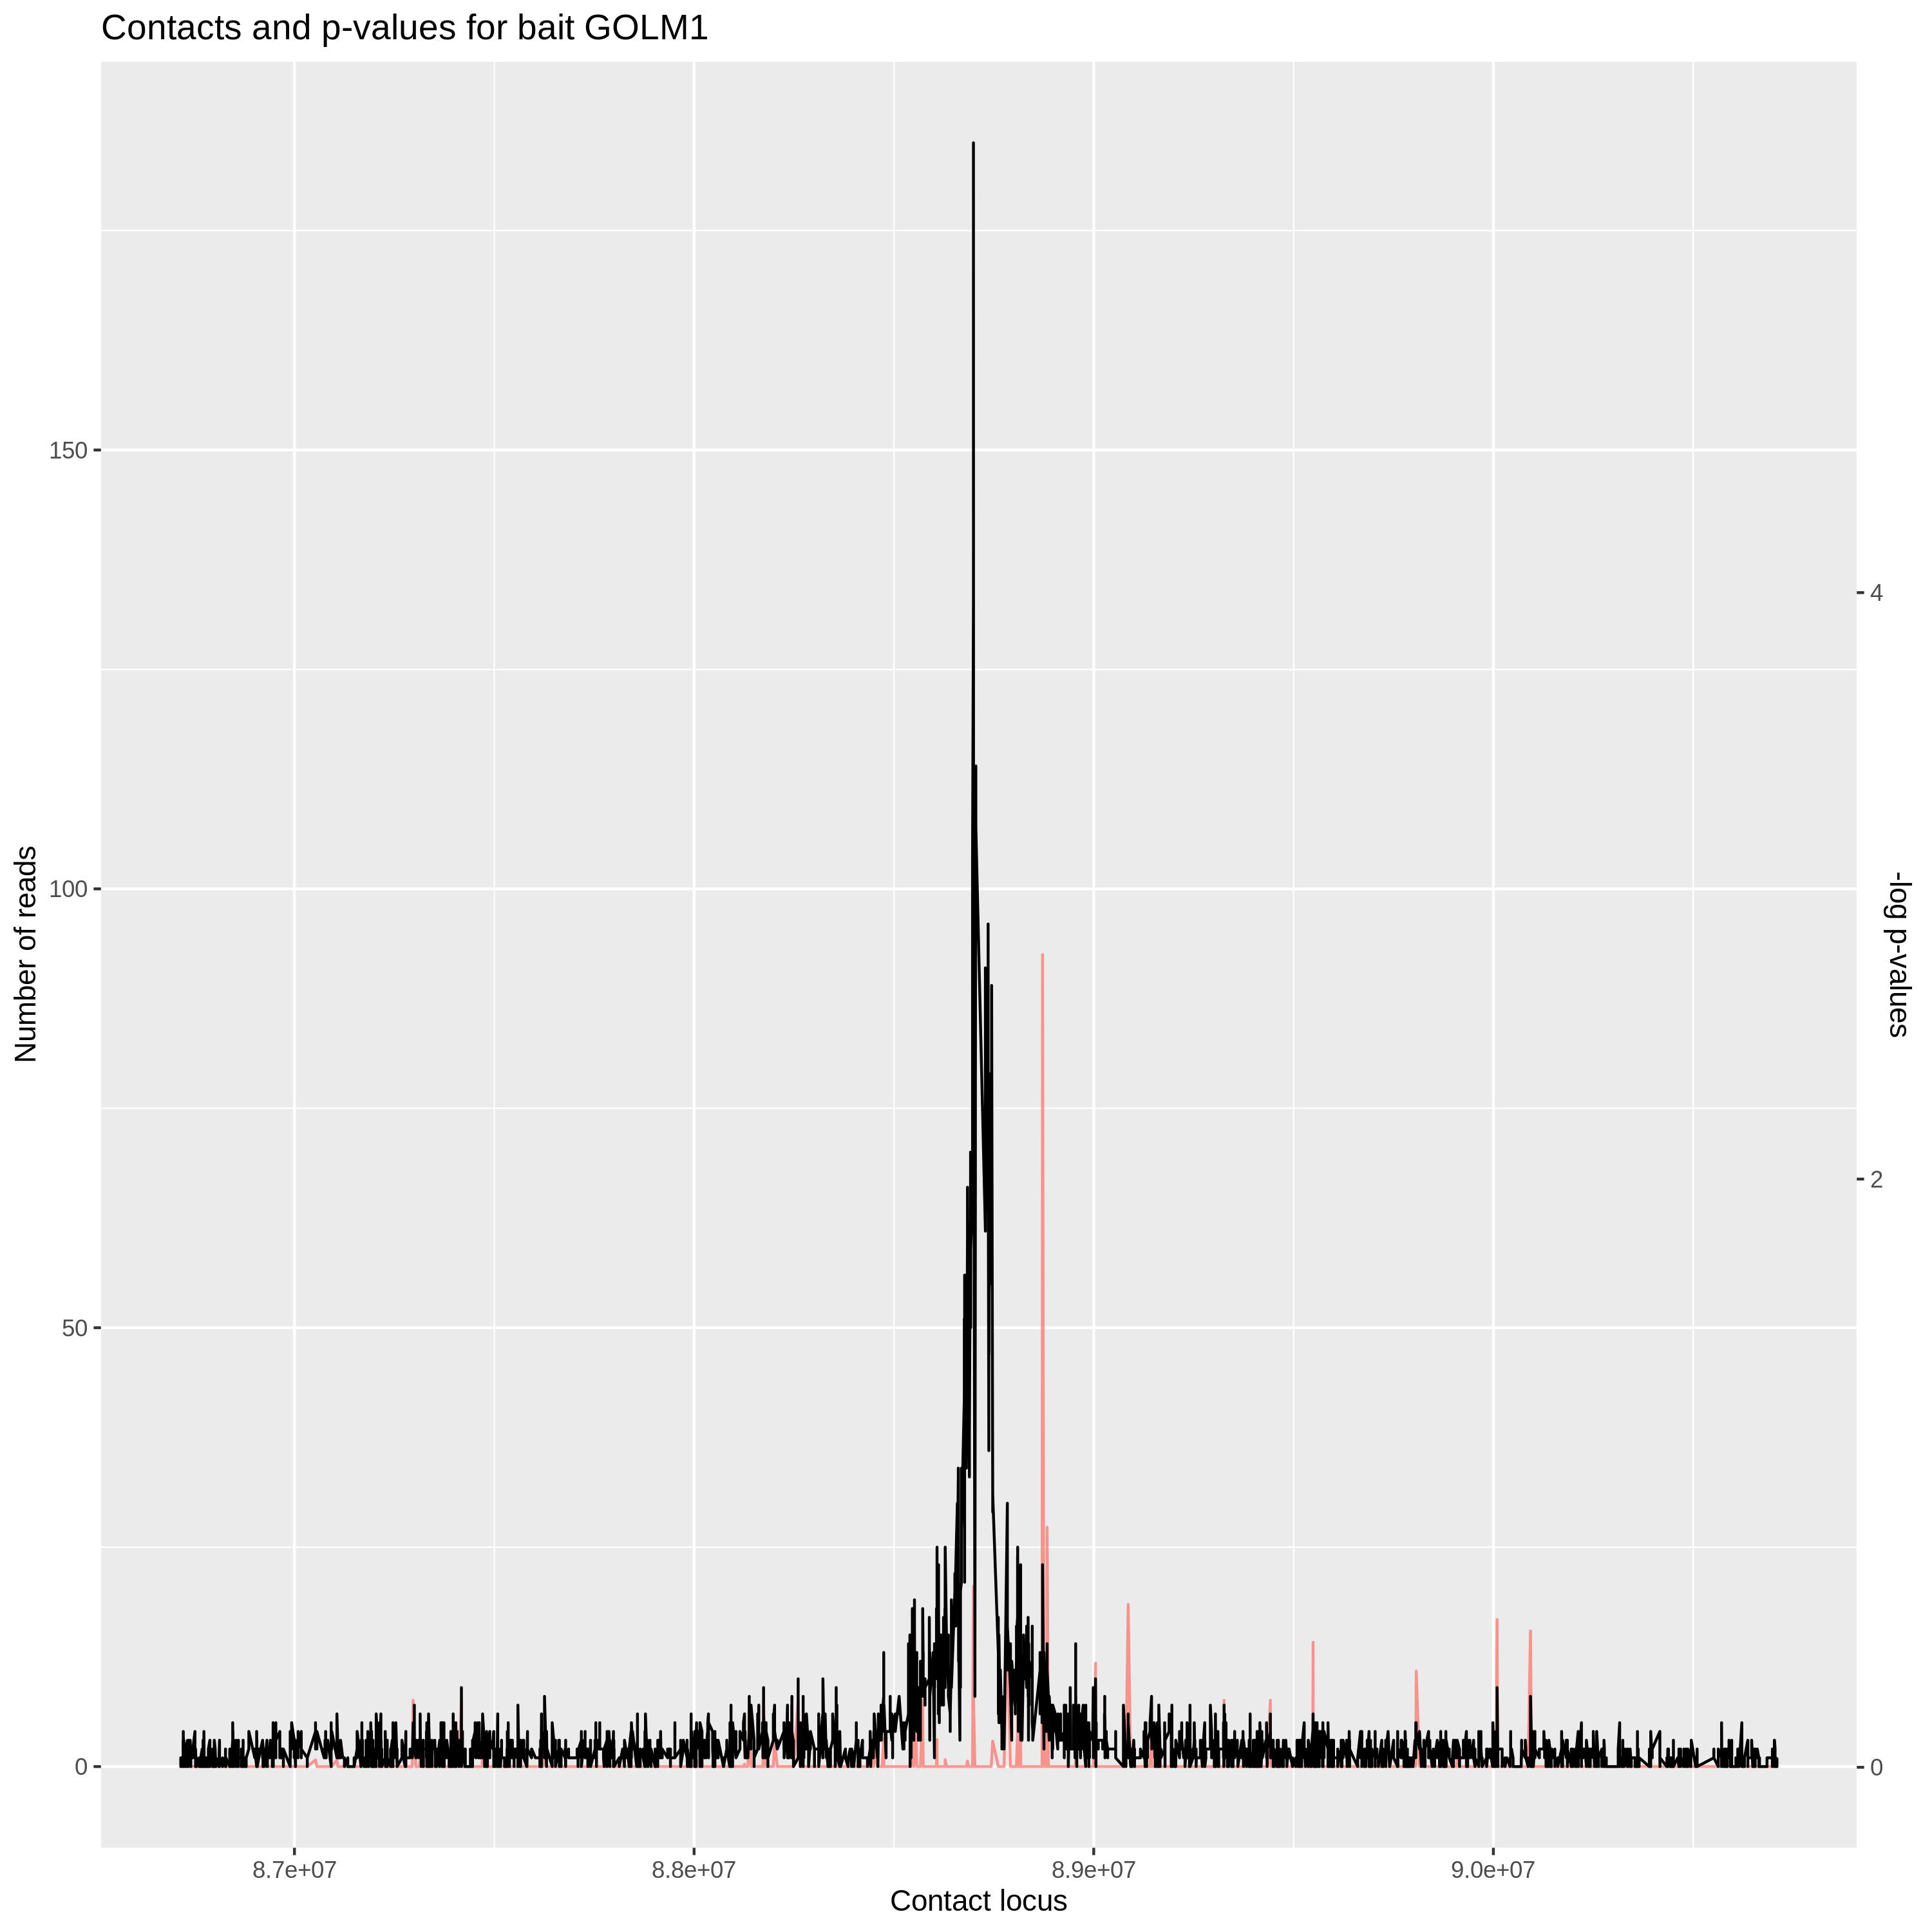 Contacts and p-values for bait GOLM1
Number of reads
150
100
50
0
4
2
0
-log p-values
8.7e+07
8.8e+07
8.9e+07
9.0e+07
Contact locus